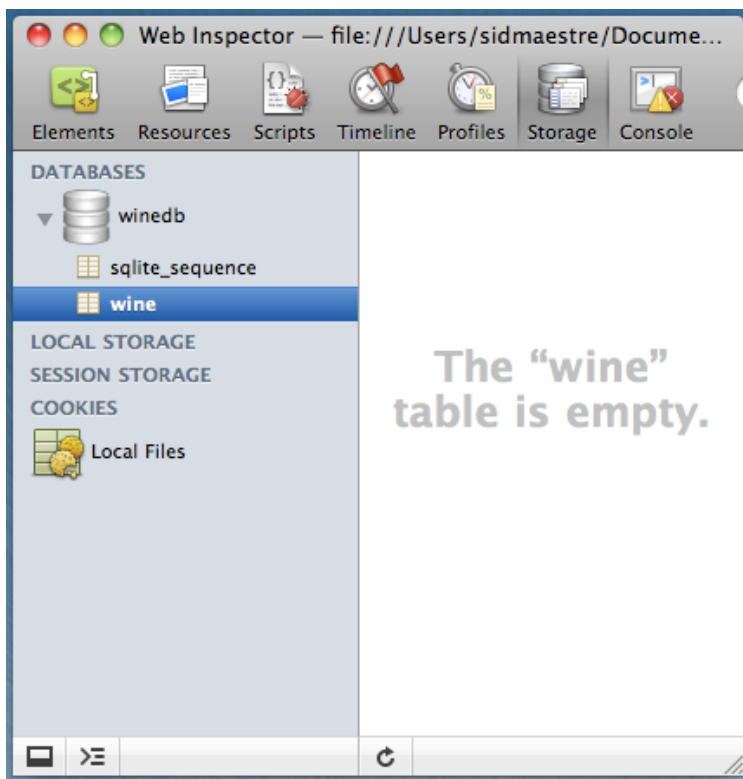 Web Inspector — file:///Users/sidmaestre/Docume...
Elements Resources Scripts Timeline Profiles Storage Console
DATABASES
winedb
sqlite_sequence
wine
LOCAL STORAGE
SESSION STORAGE
COOKIES
Local Files
The “wine”
table is empty.